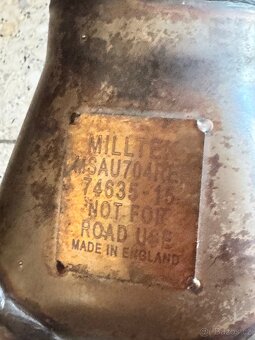 MILLTEK
MSAU704RE
74635-15
NOT FOR
ROAD USE
MADE IN ENGLAND